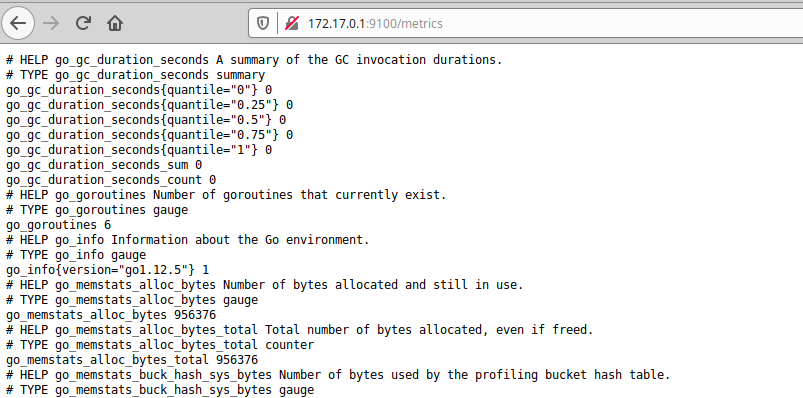 172.17.0.1:9100/metrics
# HELP go_gc_duration_seconds A summary of the GC invocation durations.
# TYPE go_gc_duration_seconds summary
go_gc_duration_seconds{quantile="0"} 0
go_gc_duration_seconds{quantile="0.25"} 0
go_gc_duration_seconds{quantile="0.5"} 0
go_gc_duration_seconds{quantile="0.75"} 0
go_gc_duration_seconds{quantile="1"} 0
go_gc_duration_seconds_sum 0
go_gc_duration_seconds_count 0
# HELP go_goroutines Number of goroutines that currently exist.
# TYPE go_goroutines gauge
go_goroutines 6
# HELP go_info Information about the Go environment.
# TYPE go_info gauge
go_info{version="go1.12.5"} 1
# HELP go_memstats_alloc_bytes Number of bytes allocated and still in use.
# TYPE go_memstats_alloc_bytes gauge
go_memstats_alloc_bytes 956376
# HELP go_memstats_alloc_bytes_total Total number of bytes allocated, even if freed.
# TYPE go_memstats_alloc_bytes_total counter
go_memstats_alloc_bytes_total 956376
# HELP go_memstats_buck_hash_sys_bytes Number of bytes used by the profiling bucket hash table.
# TYPE go_memstats_buck_hash_sys_bytes gauge